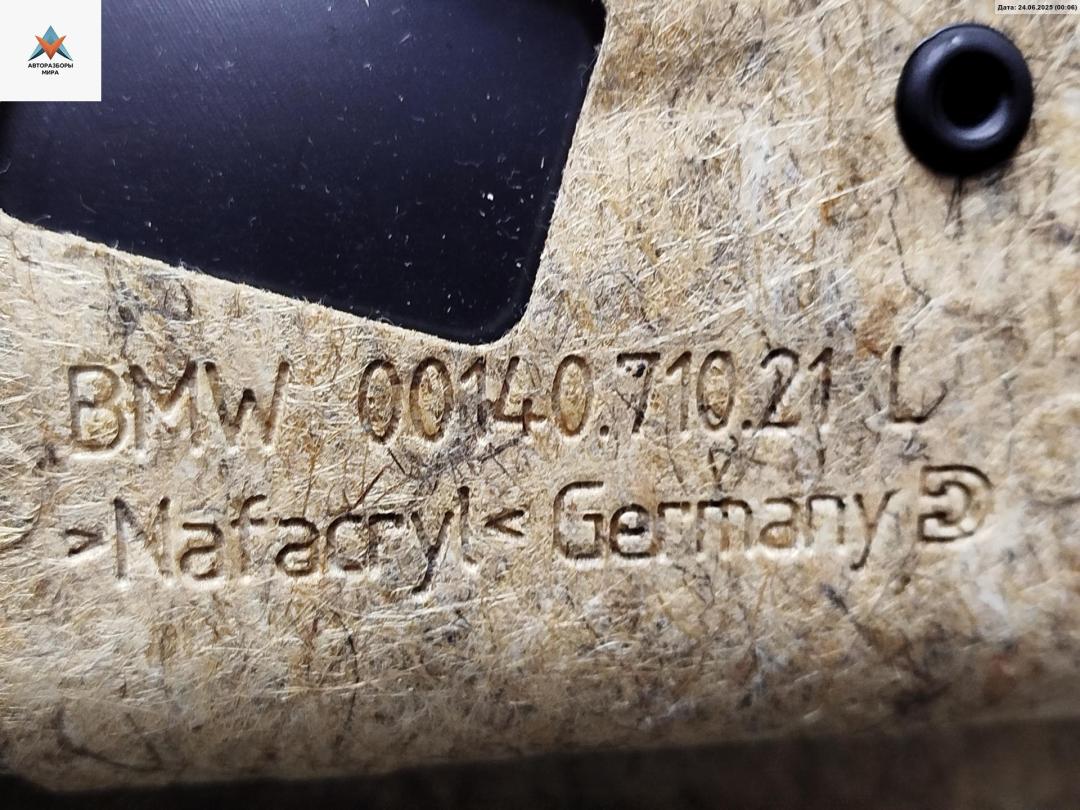 Дата: 24.06.2025 (00:06)
АВТОРАЗБОРЫ
МИРА
BMW 00140.710.21 L
>Nafacryl< Germany